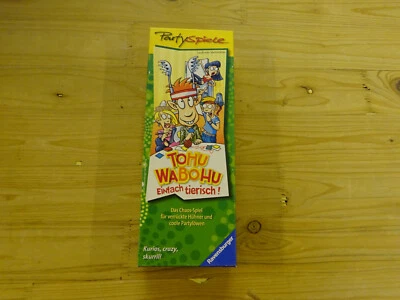 PartySpiele
TOHU
WABOHU
Einfach tierisch!
Das Chaos-Spiel
für verrückte Hühner und
coole Partylöwen
Kurios, crazy,
skurril!
Ravensburger